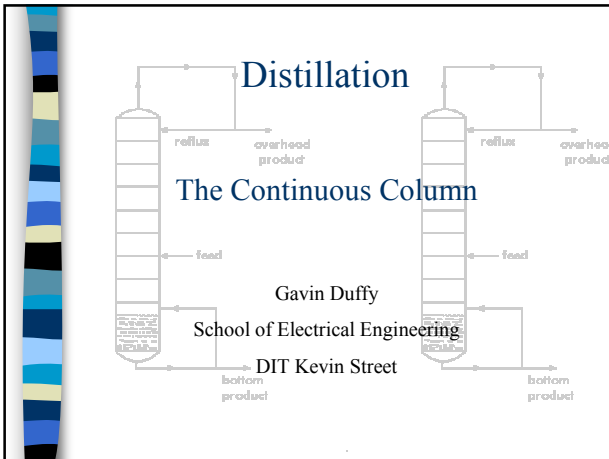 Distillation
reflux
overhead
product
reflux
overhead
product
The Continuous Column
feed
feed
Gavin Duffy
School of Electrical Engineering
DIT Kevin Street
bottom
product
bottom
product